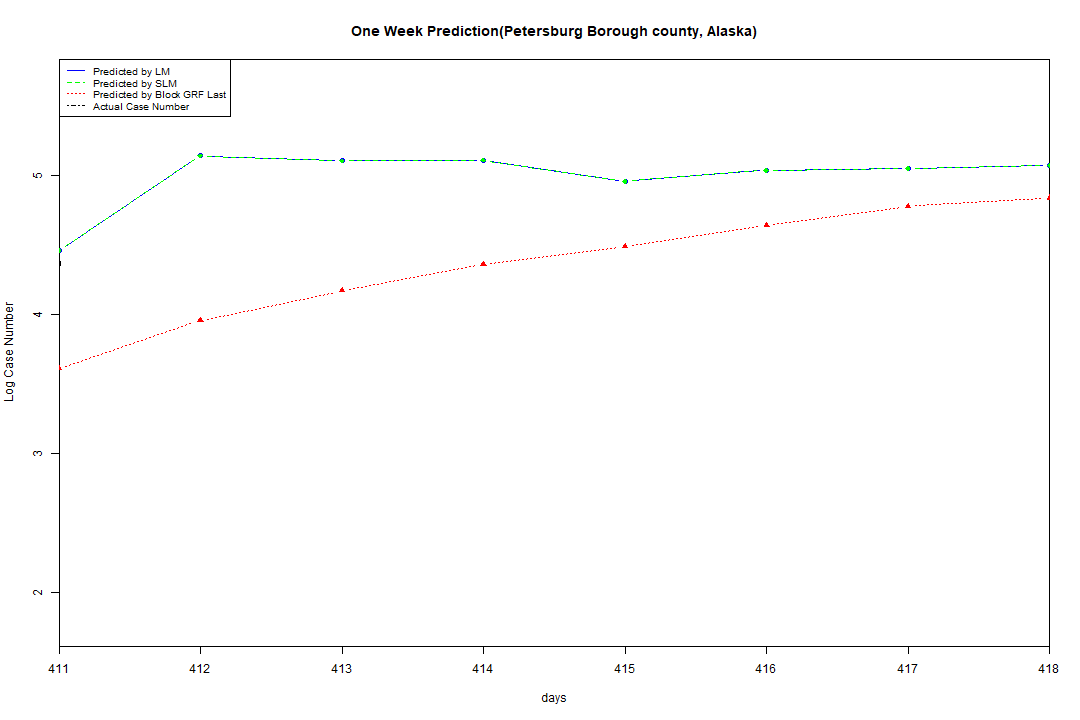 One Week Prediction(Petersburg Borough county, Alaska)
Predicted by LM
Predicted by SLM
Predicted by Block GRF Last
Actual Case Number
Log Case Number
5
4
3
2
411 412 413 414 415 416 417 418
days